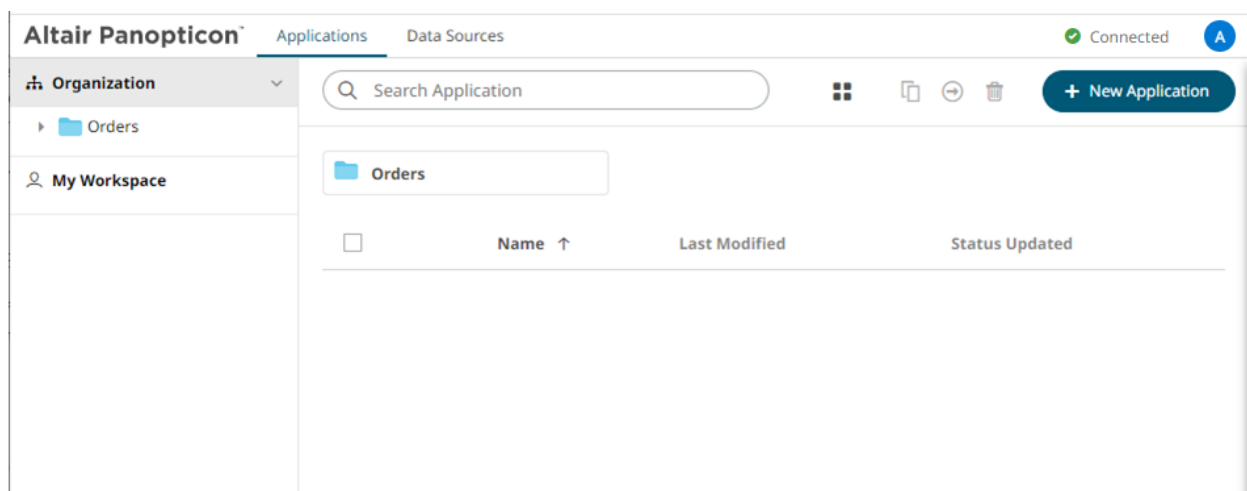 Altair Panopticon™ Applications Data Sources Connected A
Organization Search Application + New Application
Orders
My Workspace
Orders
Name ↑ Last Modified Status Updated